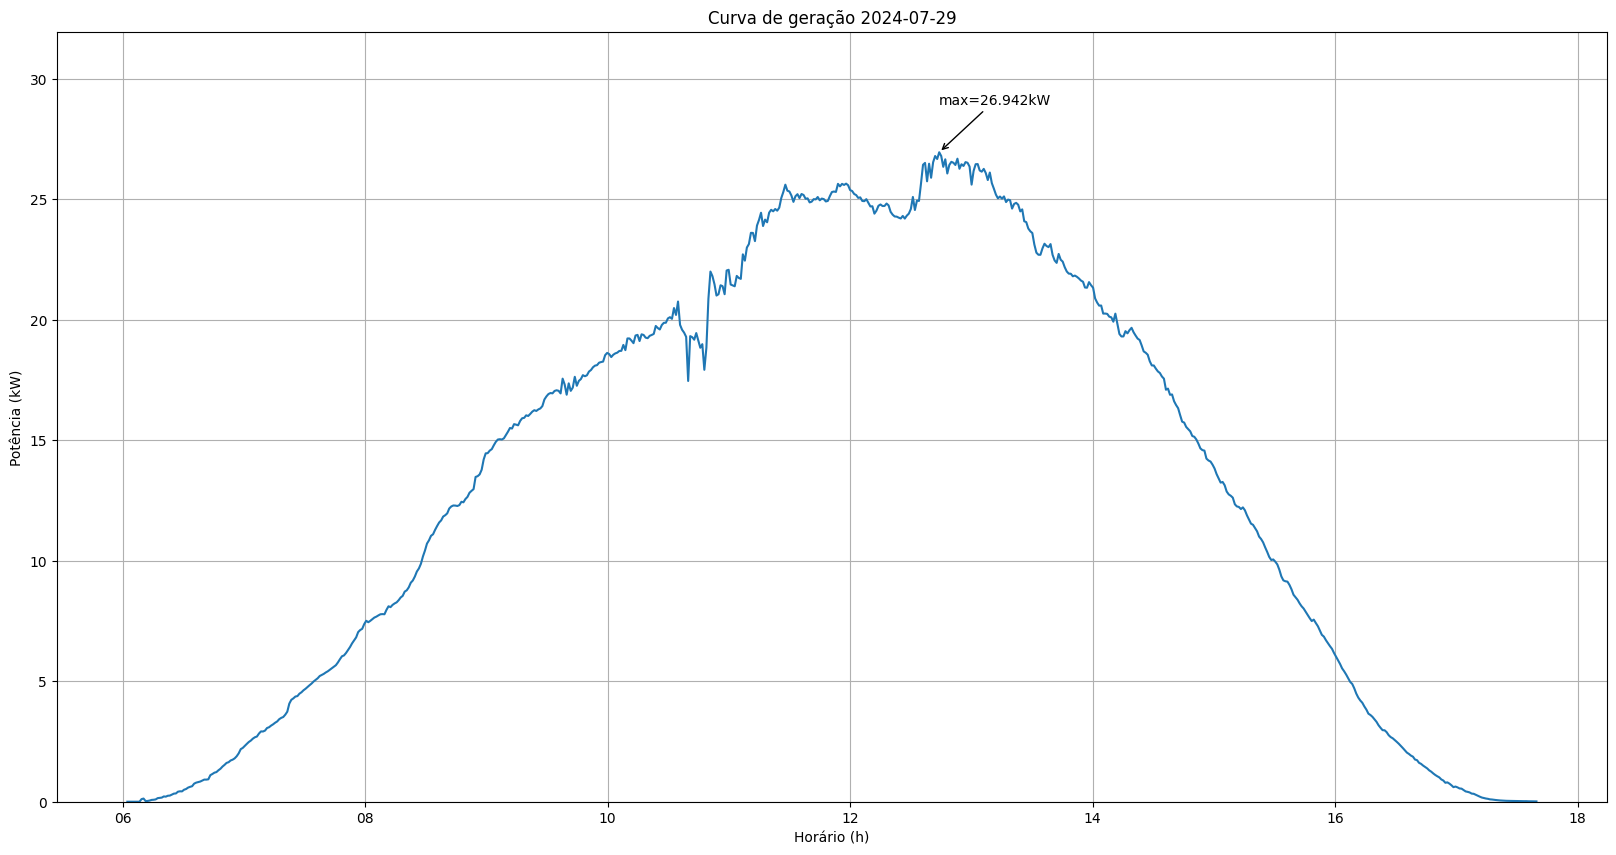 Curva de geração 2024-07-29
max=26.942kW
Potência (kW)
30
25
20
15
10
5
0
06 08 10 12 14 16 18
Horário (h)